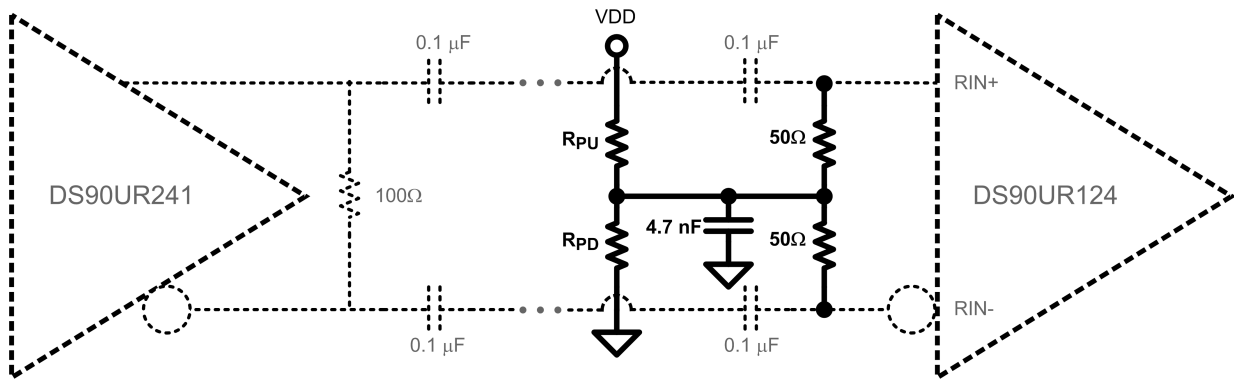 VDD
0.1 µF
0.1 µF
RIN+
RPU
50Ω
DS90UR241
100Ω
DS90UR124
4.7 nF
RPD
50Ω
RIN-
0.1 µF
0.1 µF